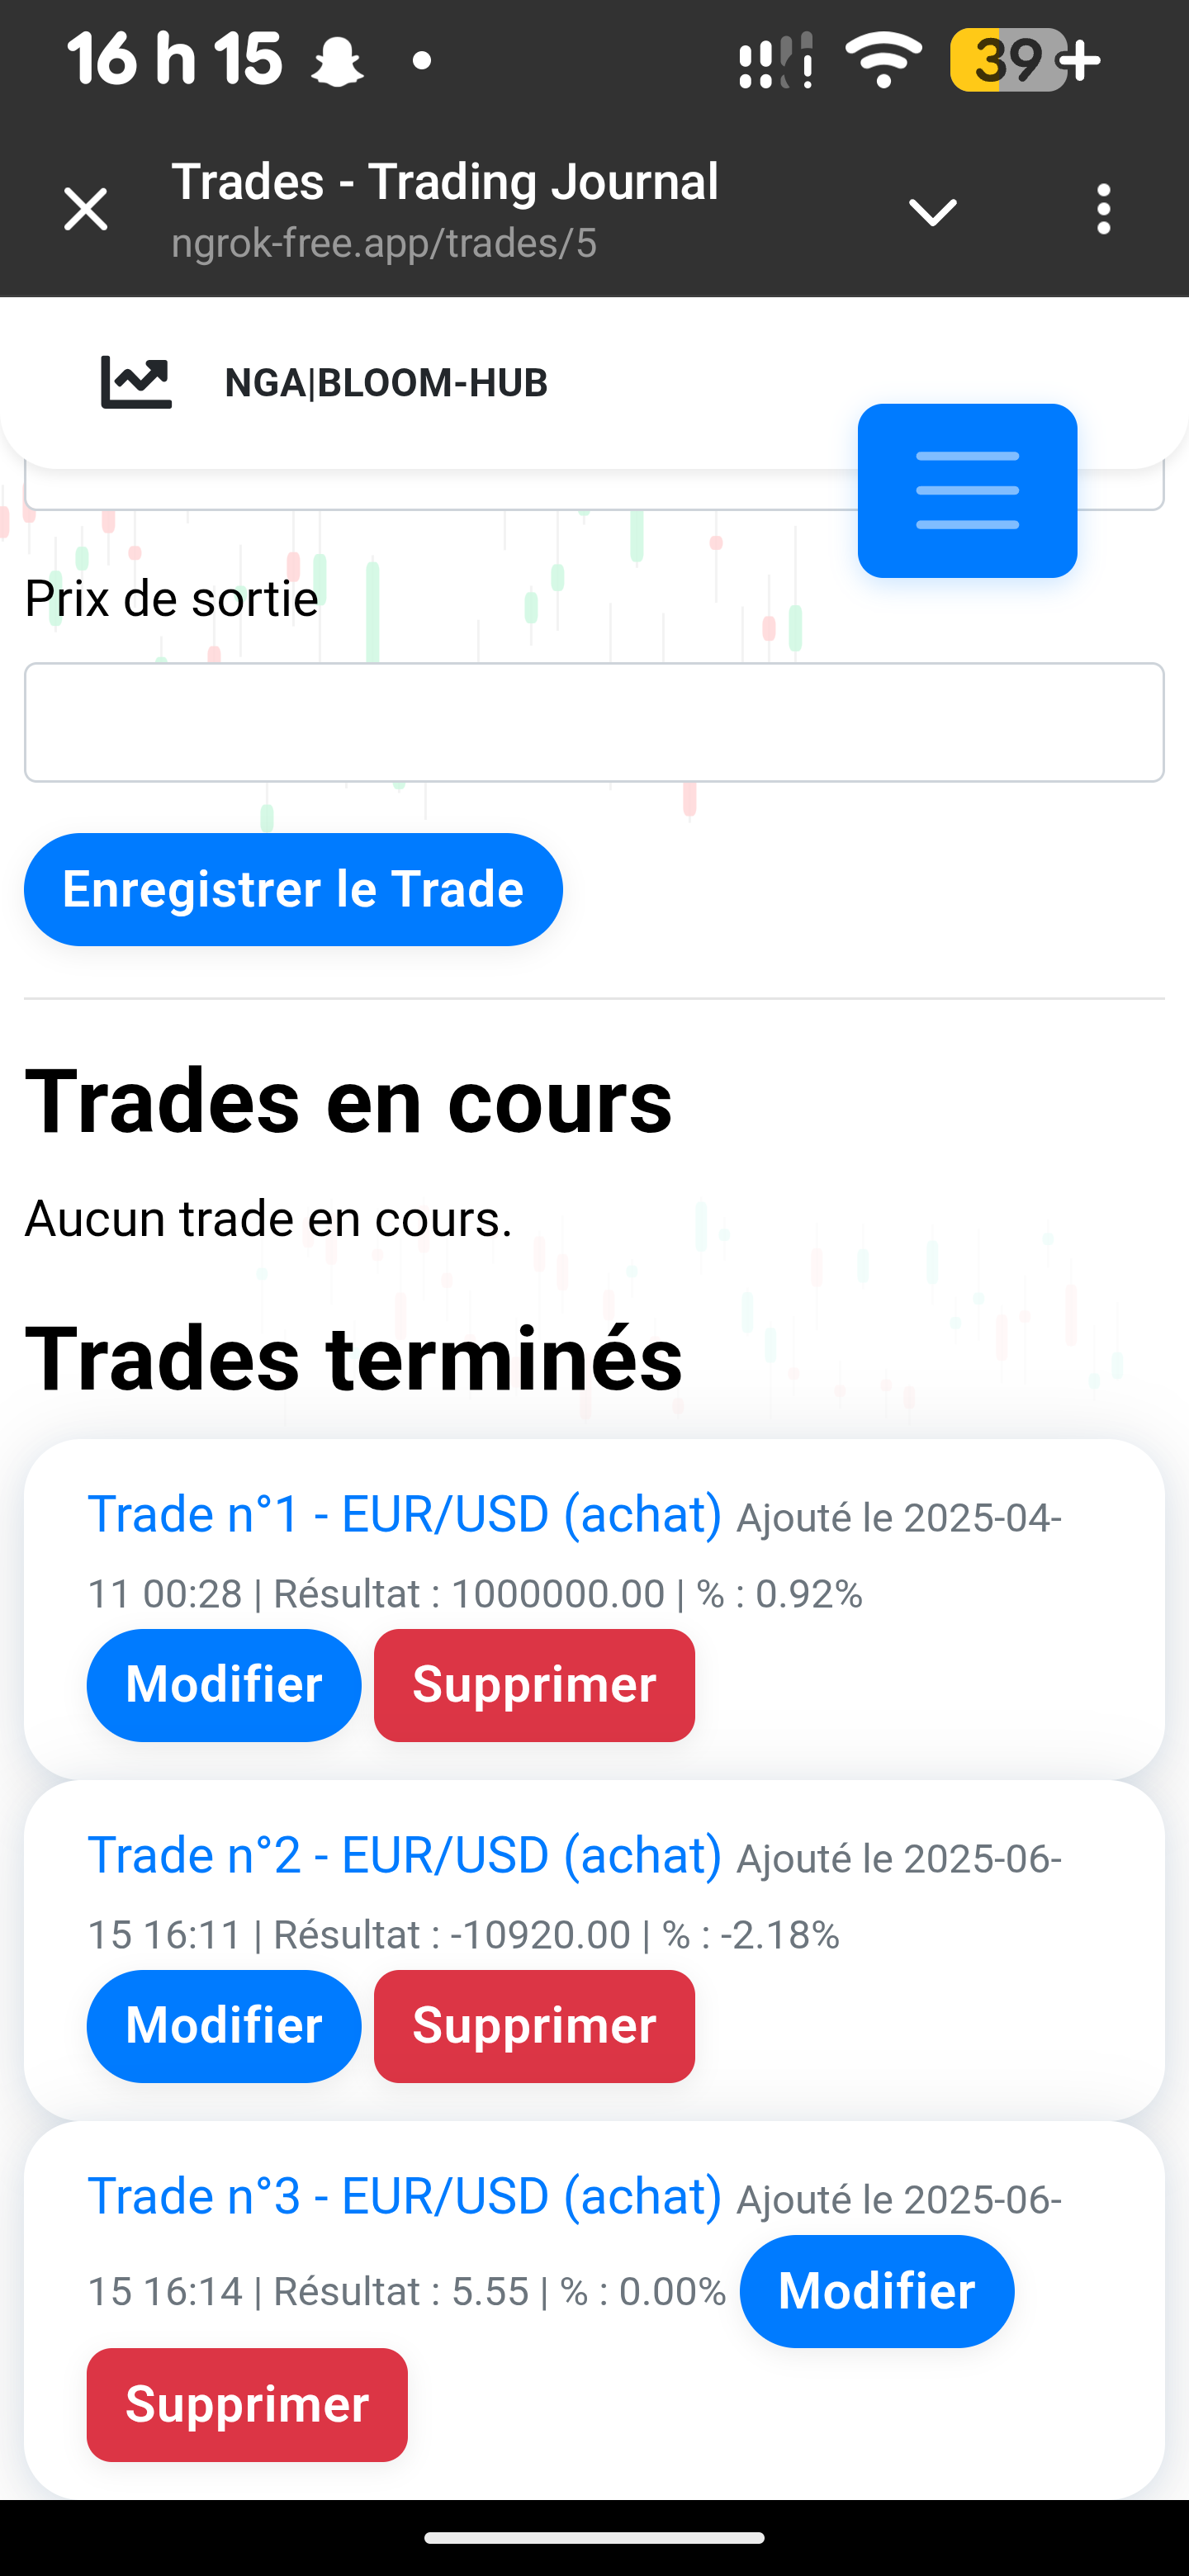 16 h 15
39
Trades - Trading Journal
ngrok-free.app/trades/5
NGA|BLOOM-HUB
Prix de sortie
Enregistrer le Trade
Trades en cours
Aucun trade en cours.
Trades terminés
Trade n°1 - EUR/USD (achat) Ajouté le 2025-04-
11 00:28 | Résultat : 1000000.00 | % : 0.92%
Modifier Supprimer
Trade n°2 - EUR/USD (achat) Ajouté le 2025-06-
15 16:11 | Résultat : -10920.00 | % : -2.18%
Modifier Supprimer
Trade n°3 - EUR/USD (achat) Ajouté le 2025-06-
15 16:14 | Résultat : 5.55 | % : 0.00% Modifier
Supprimer